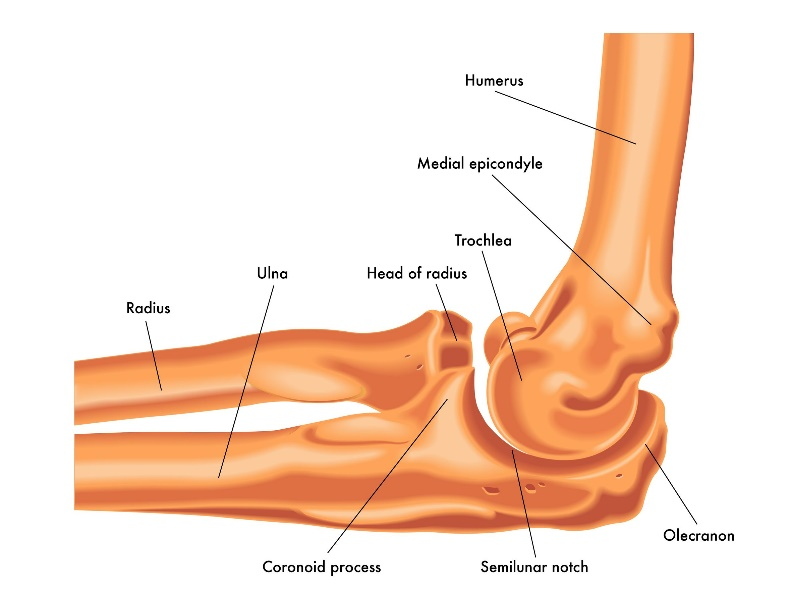 Humerus
Medial epicondyle
Trochlea
Ulna
Head of radius
Radius
Olecranon
Coronoid process
Semilunar notch